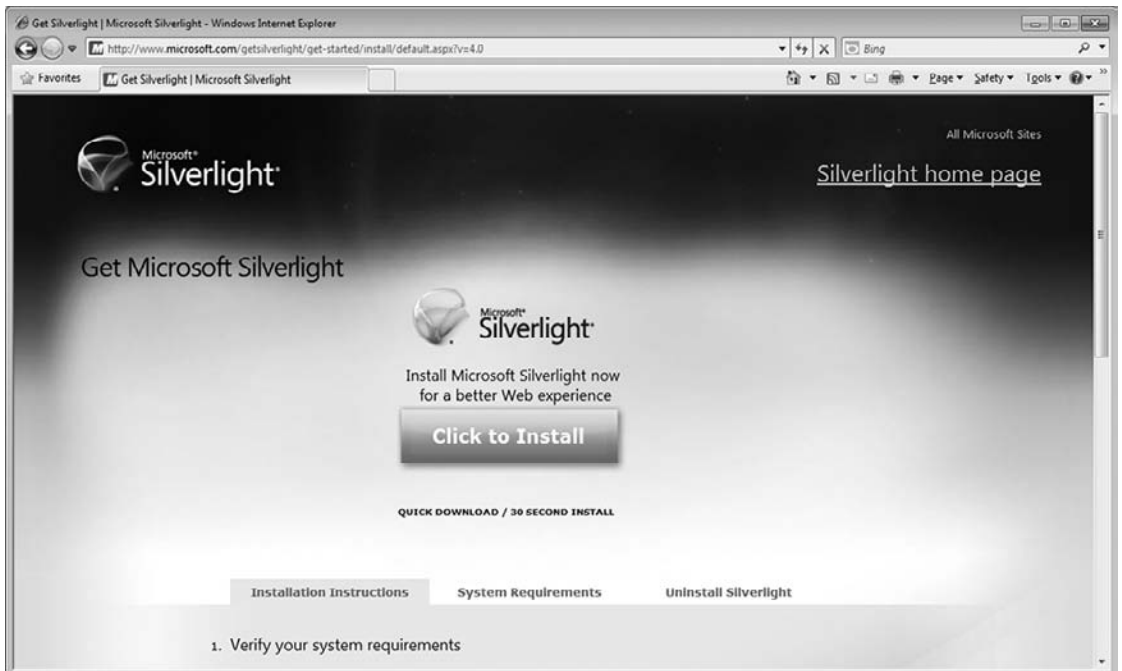 Get Silverlight | Microsoft Silverlight - Windows Internet Explorer
http://www.microsoft.com/getsilverlight/get-started/install/default.aspx?v=4.0
Bing
Favorites
Get Silverlight | Microsoft Silverlight
Page
Safety
Tools
All Microsoft Sites
Microsoft®
Silverlight®
Silverlight home page
Get Microsoft Silverlight
Microsoft®
Silverlight®
Install Microsoft Silverlight now
for a better Web experience
Click to Install
QUICK DOWNLOAD / 30 SECOND INSTALL
Installation Instructions
System Requirements
Uninstall Silverlight
1. Verify your system requirements